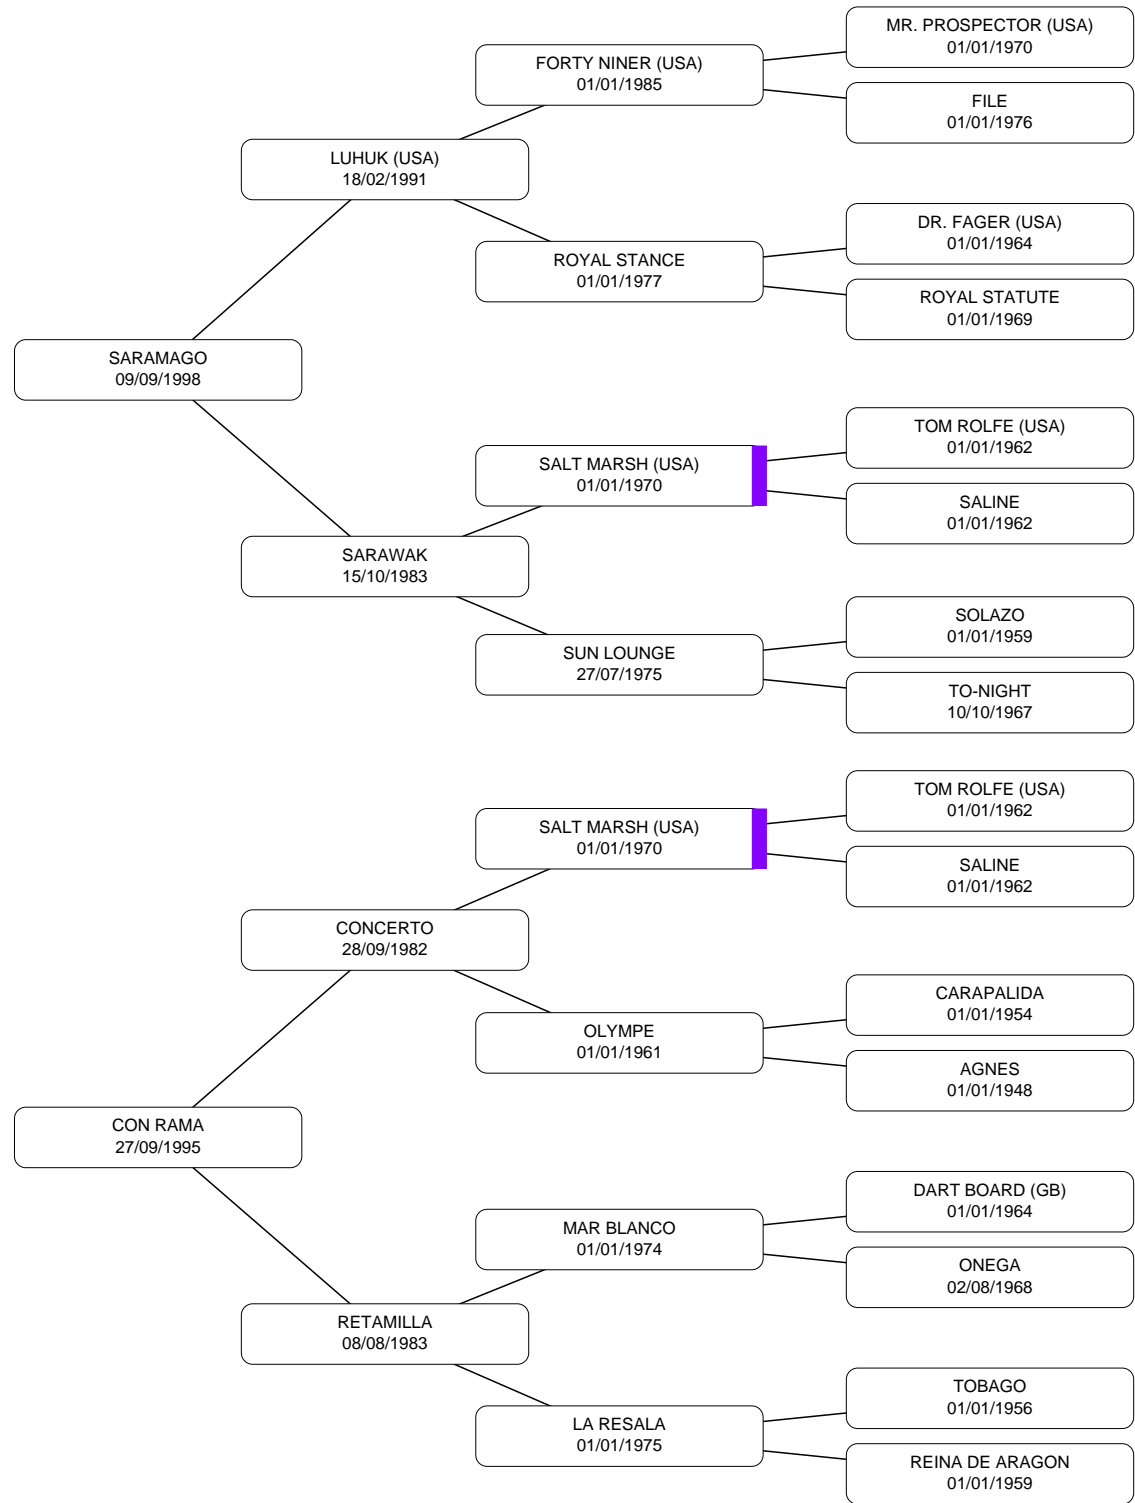 MR. PROSPECTOR (USA)
01/01/1970
FORTY NINER (USA)
01/01/1985
FILE
01/01/1976
LUHUK (USA)
18/02/1991
DR. FAGER (USA)
01/01/1964
ROYAL STANCE
01/01/1977
ROYAL STATUTE
01/01/1969
SARAMAGO
09/09/1998
TOM ROLFE (USA)
01/01/1962
SALT MARSH (USA)
01/01/1970
SALINE
01/01/1962
SARAWAK
15/10/1983
SOLAZO
01/01/1959
SUN LOUNGE
27/07/1975
TO-NIGHT
10/10/1967
TOM ROLFE (USA)
01/01/1962
SALT MARSH (USA)
01/01/1970
SALINE
01/01/1962
CONCERTO
28/09/1982
CARAPALIDA
01/01/1954
OLYMPE
01/01/1961
AGNES
01/01/1948
CON RAMA
27/09/1995
DART BOARD (GB)
01/01/1964
MAR BLANCO
01/01/1974
ONEGA
02/08/1968
RETAMILLA
08/08/1983
TOBAGO
01/01/1956
LA RESALA
01/01/1975
REINA DE ARAGON
01/01/1959